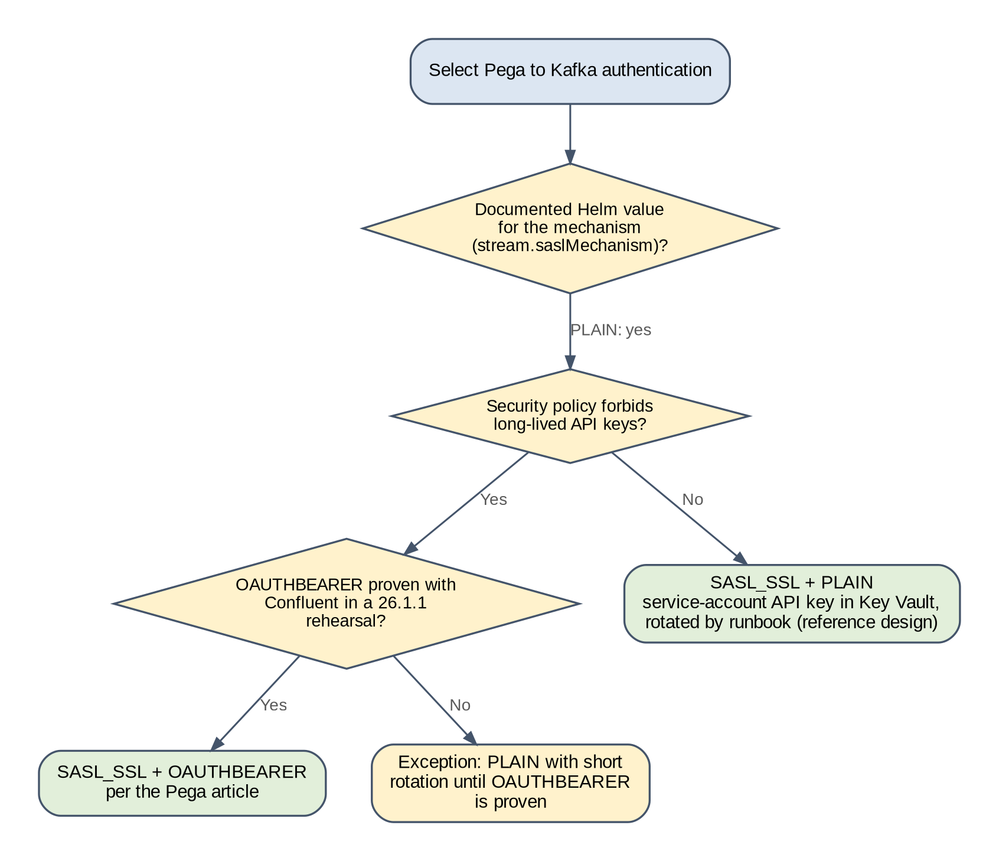 Select Pega to Kafka authentication
Documented Helm value
for the mechanism
(stream.saslMechanism)?
PLAIN: yes
Security policy forbids
long-lived API keys?
Yes
No
OAUTHBEARER proven with
Confluent in a 26.1.1
rehearsal?
SASL_SSL + PLAIN
service-account API key in Key Vault,
rotated by runbook (reference design)
Yes
No
SASL_SSL + OAUTHBEARER
per the Pega article
Exception: PLAIN with short
rotation until OAUTHBEARER
is proven